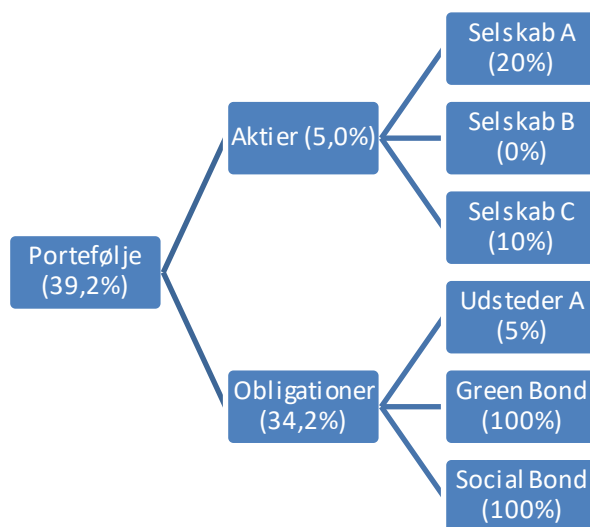 Portefølje
(39,2%)
Aktier (5,0%)
Selskab A
(20%)
Selskab B
(0%)
Selskab C
(10%)
Obligationer
(34,2%)
Udsteder A
(5%)
Green Bond
(100%)
Social Bond
(100%)